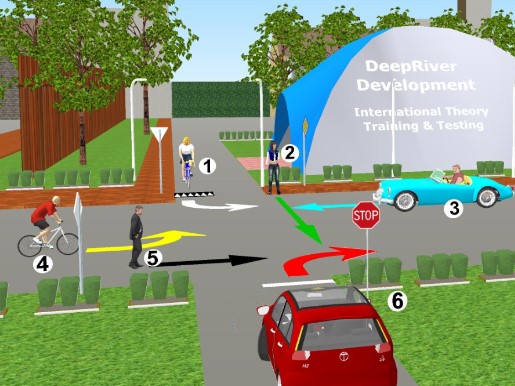 DeepRiver
Development
International Theory
Training & Testing
1
2
3
STOP
4
5
6